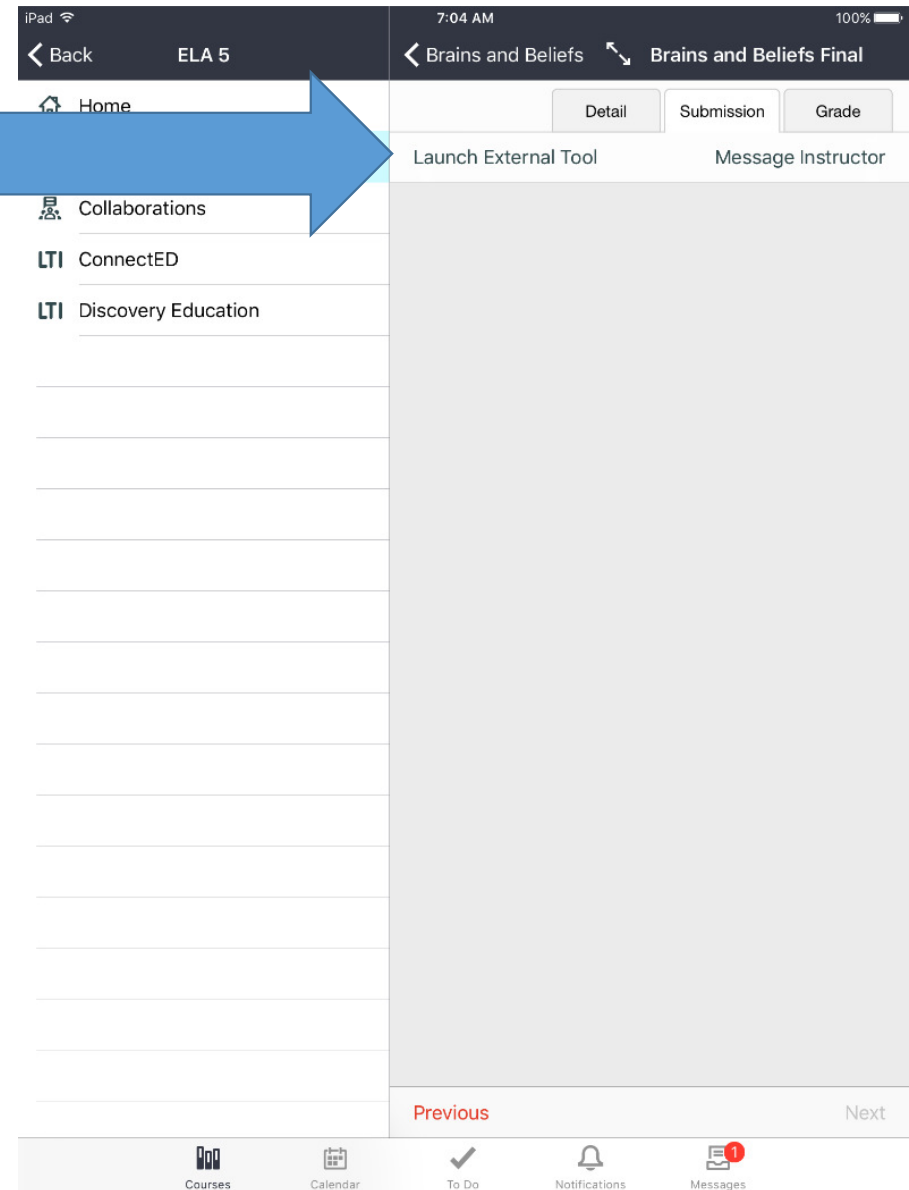 iPad 7:04 AM 100%
Back ELA 5 Brains and Beliefs Brains and Beliefs Final
Home
Detail Submission Grade
Launch External Tool Message Instructor
Collaborations
LTI ConnectED
LTI Discovery Education
Previous Next
1
Courses Calendar To Do Notifications Messages